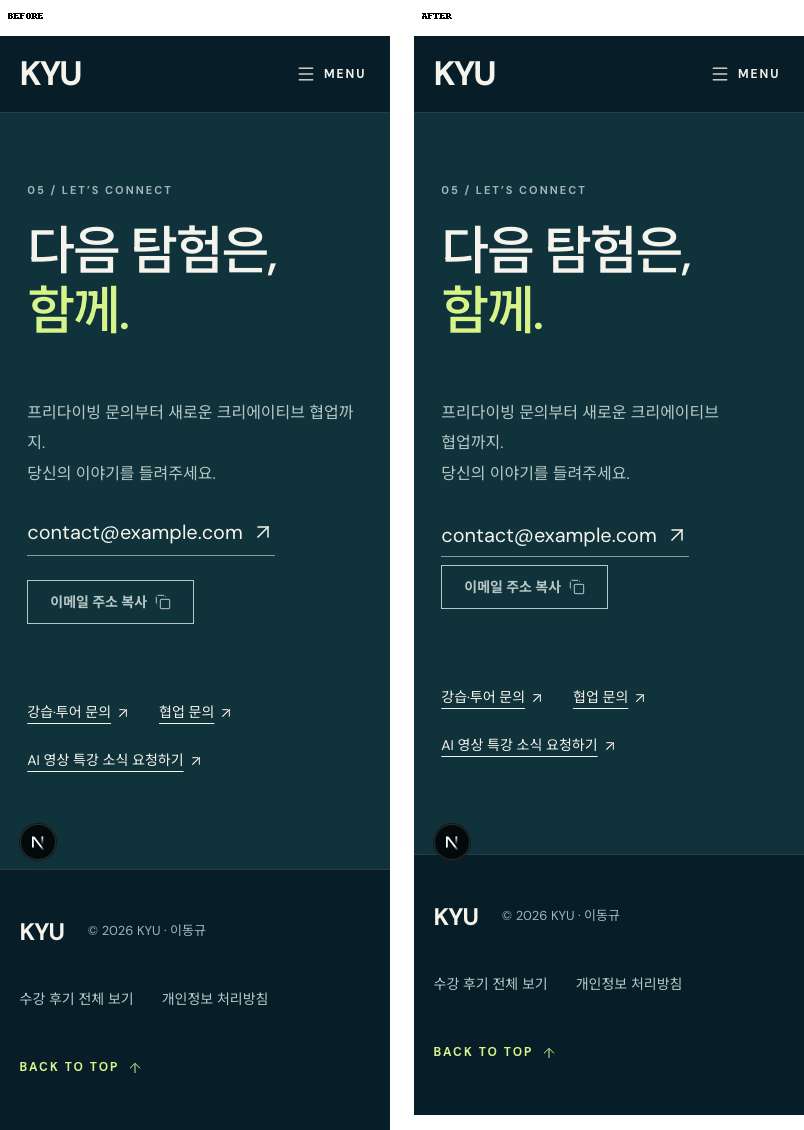 BEFORE
KYU
MENU
05 / LET’S CONNECT
다음 탐험은,
함께.
프리다이빙 문의부터 새로운 크리에이티브 협업까
지.
당신의 이야기를 들려주세요.
contact@example.com
이메일 주소 복사
강습·투어 문의
협업 문의
AI 영상 특강 소식 요청하기
N
KYU
© 2026 KYU · 이동규
수강 후기 전체 보기
개인정보 처리방침
BACK TO TOP
AFTER
KYU
MENU
05 / LET’S CONNECT
다음 탐험은,
함께.
프리다이빙 문의부터 새로운 크리에이티브
협업까지.
당신의 이야기를 들려주세요.
contact@example.com
이메일 주소 복사
강습·투어 문의
협업 문의
AI 영상 특강 소식 요청하기
N
KYU
© 2026 KYU · 이동규
수강 후기 전체 보기
개인정보 처리방침
BACK TO TOP